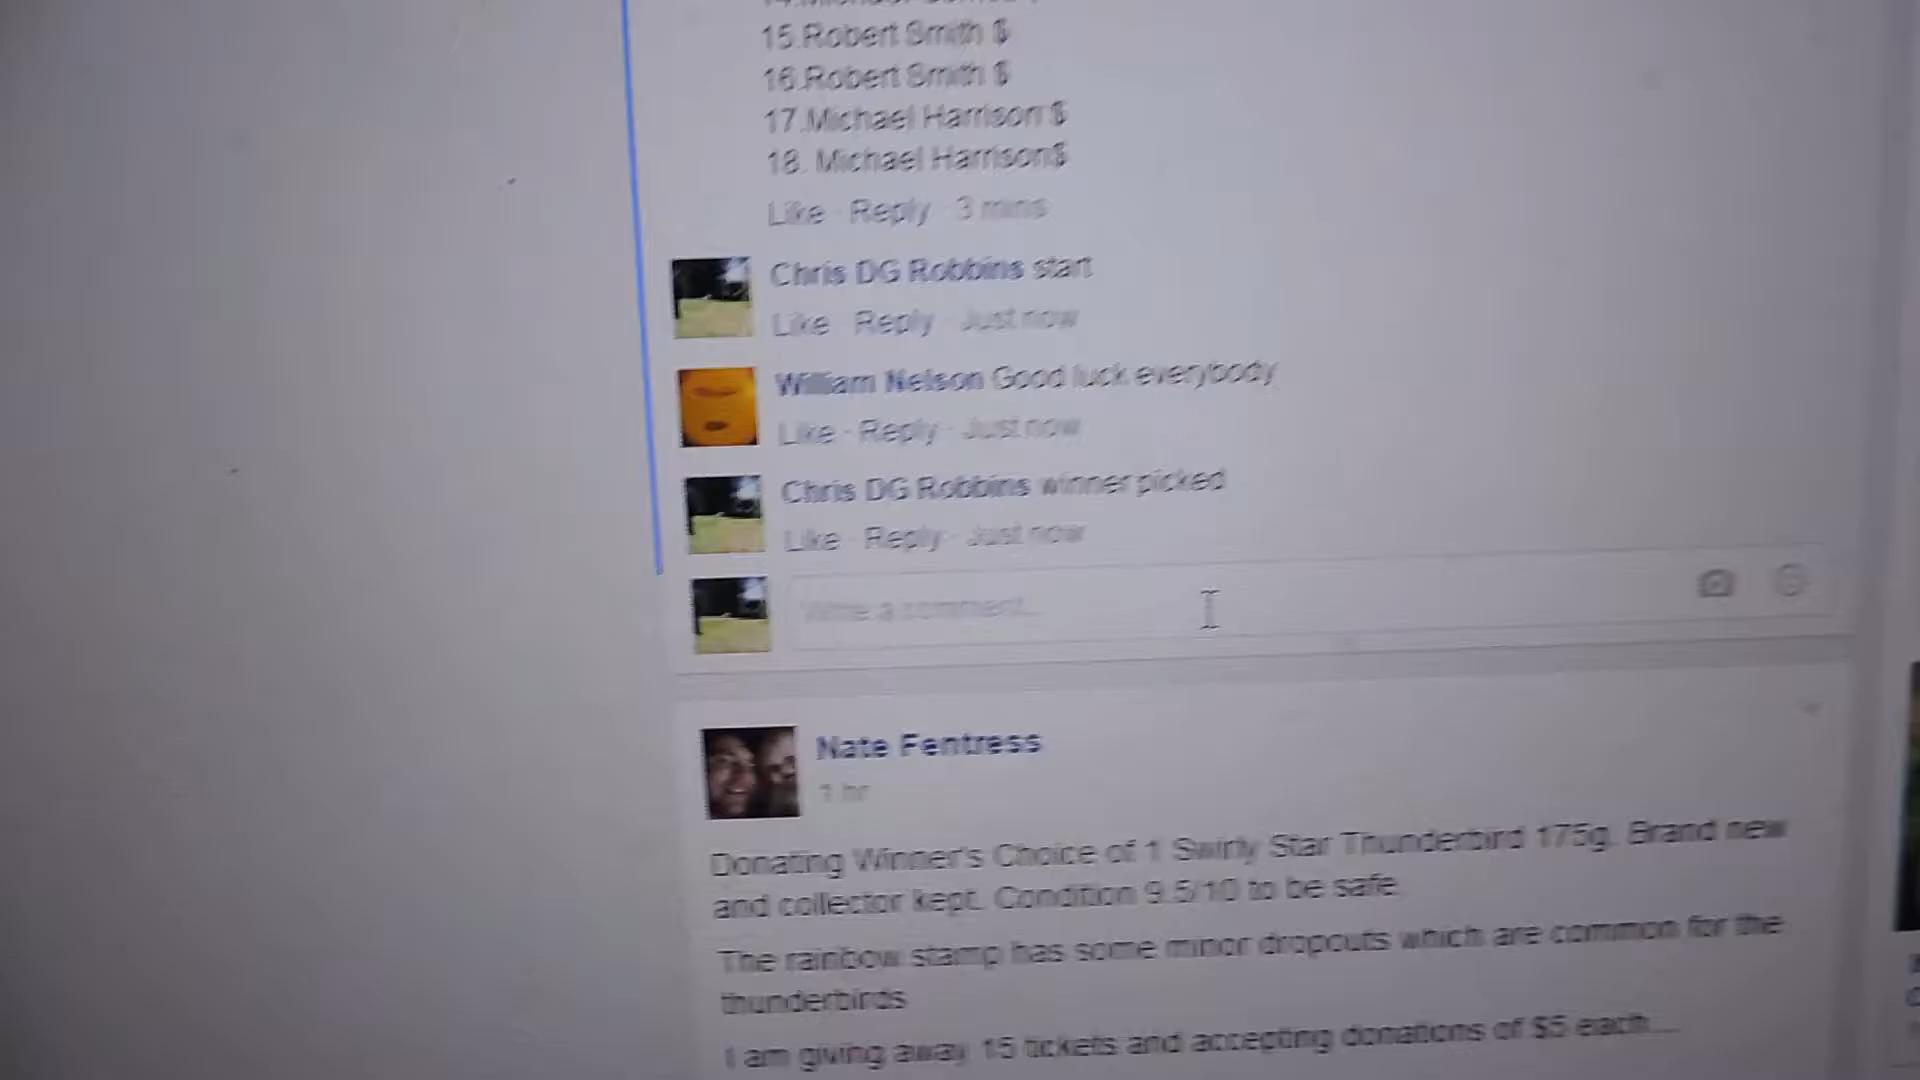 15.Robert Smith $
16.Robert Smith $
17.Michael Harrison $
18. Michael Harrison$
Like · Reply · 3 mins
Chris DG Robbins start
Like · Reply · Just now
William Nelson Good luck everybody
Like · Reply · Just now
Chris DG Robbins winner picked
Like · Reply · Just now
Write a comment...
Nate Fentress
1 hr
Donating Winner's Choice of 1 Swirly Star Thunderbird 175g. Brand new
and collector kept. Condition 9.5/10 to be safe
The rainbow stamp has some minor dropouts which are common for the
thunderbirds
I am giving away 15 tickets and accepting donations of $5 each....